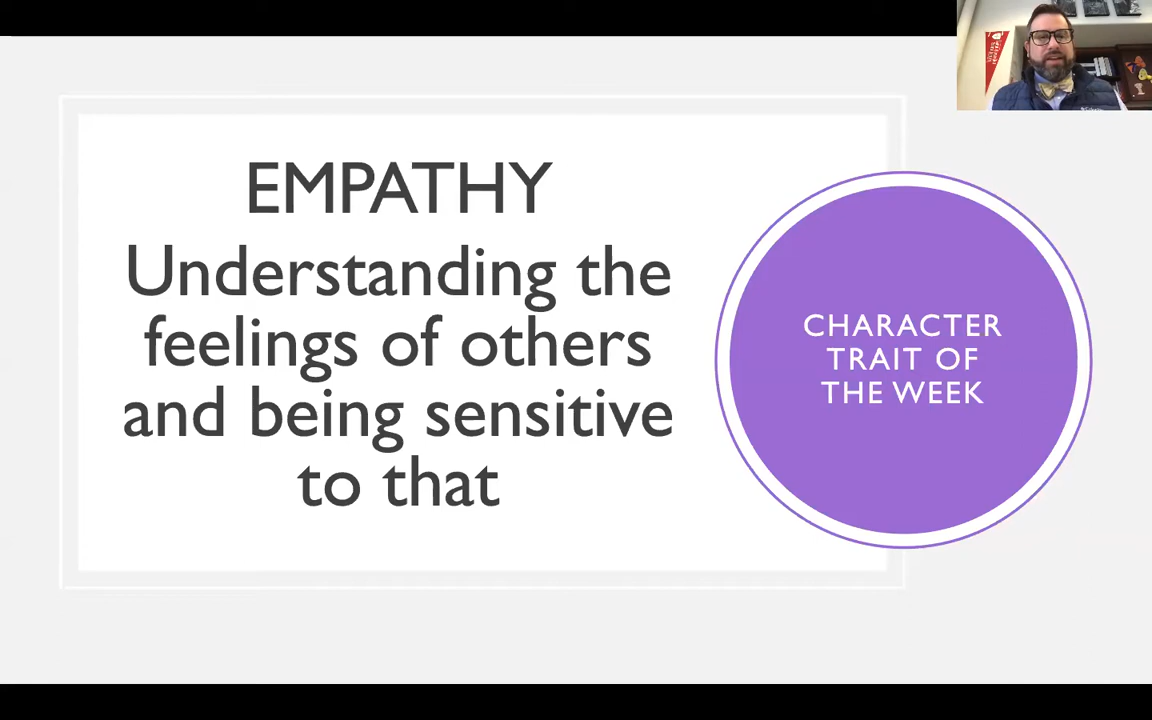 EMPATHY
Understanding the
feelings of others
and being sensitive
to that
CHARACTER
TRAIT OF
THE WEEK